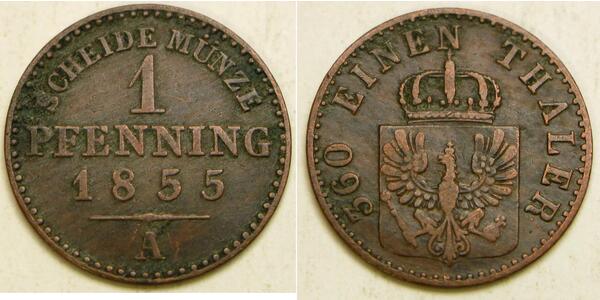 SCHEIDE MÜNZE
1
PFENNING
1855
A
360 EINEN THALER